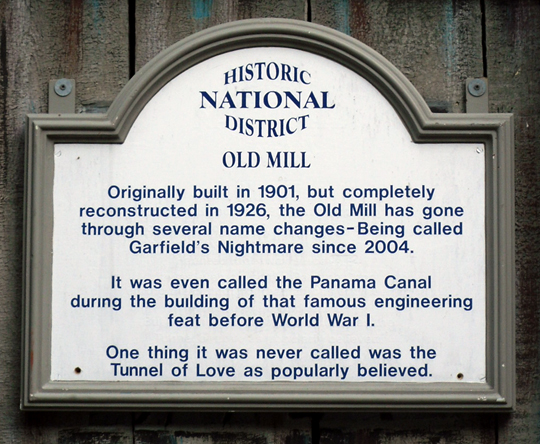 HISTORIC
NATIONAL
DISTRICT
OLD MILL
Originally built in 1901, but completely
reconstructed in 1926, the Old Mill has gone
through several name changes-Being called
Garfield's Nightmare since 2004.
It was even called the Panama Canal
during the building of that famous engineering
feat before World War I.
One thing it was never called was the
Tunnel of Love as popularly believed.